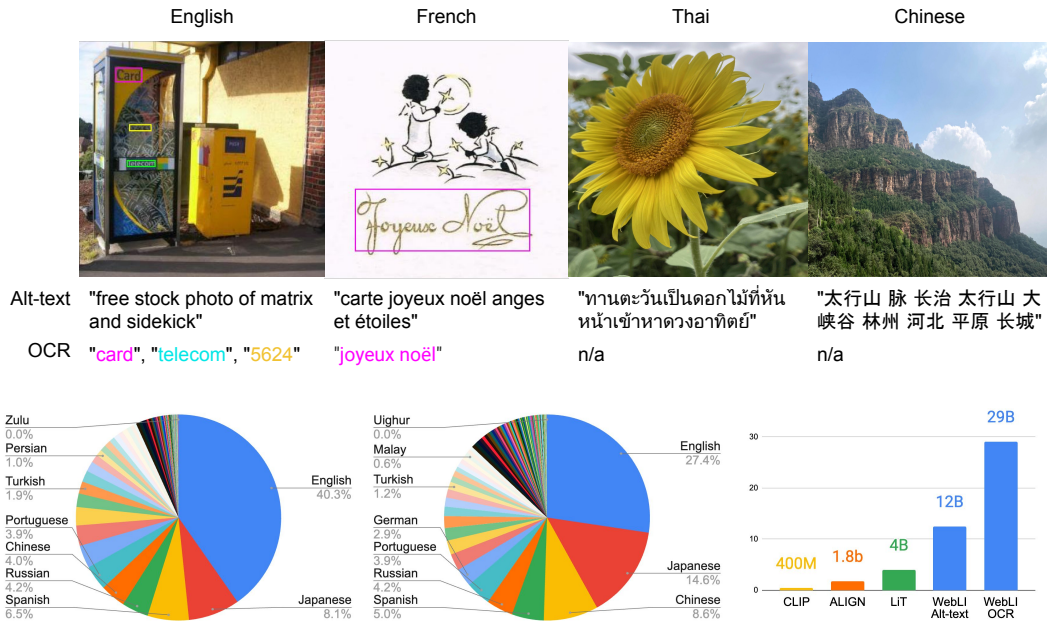 English French Thai Chinese
Card
telecom
Joyeux Noël
Alt-text "free stock photo of matrix and sidekick" "carte joyeux noël anges et étoiles" "ทานตะวันเป็นดอกไม้ที่หันหน้าเข้าหาดวงอาทิตย์" "太行山 脉 长治 太行山 大峡谷 林州 河北 平原 长城"
OCR "card", "telecom", "5624" "joyeux noël" n/a n/a
Zulu
0.0%
Persian
1.0%
Turkish
1.9%
Portuguese
3.9%
Chinese
4.0%
Russian
4.2%
Spanish
6.5%
English
40.3%
Japanese
8.1%
Uighur
0.0%
Malay
0.6%
Turkish
1.2%
German
2.9%
Portuguese
3.9%
Russian
4.2%
Spanish
5.0%
English
27.4%
Japanese
14.6%
Chinese
8.6%
30
20
10
0
400M
1.8b
4B
12B
29B
CLIP
ALIGN
LiT
WebLI
Alt-text
WebLI
OCR